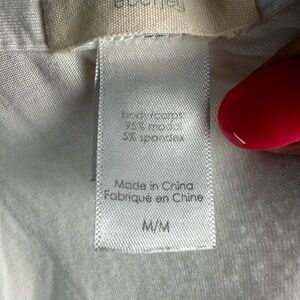 body/corps:
95% modal
5% spandex
Made in China
Fabriqué en Chine
M/M